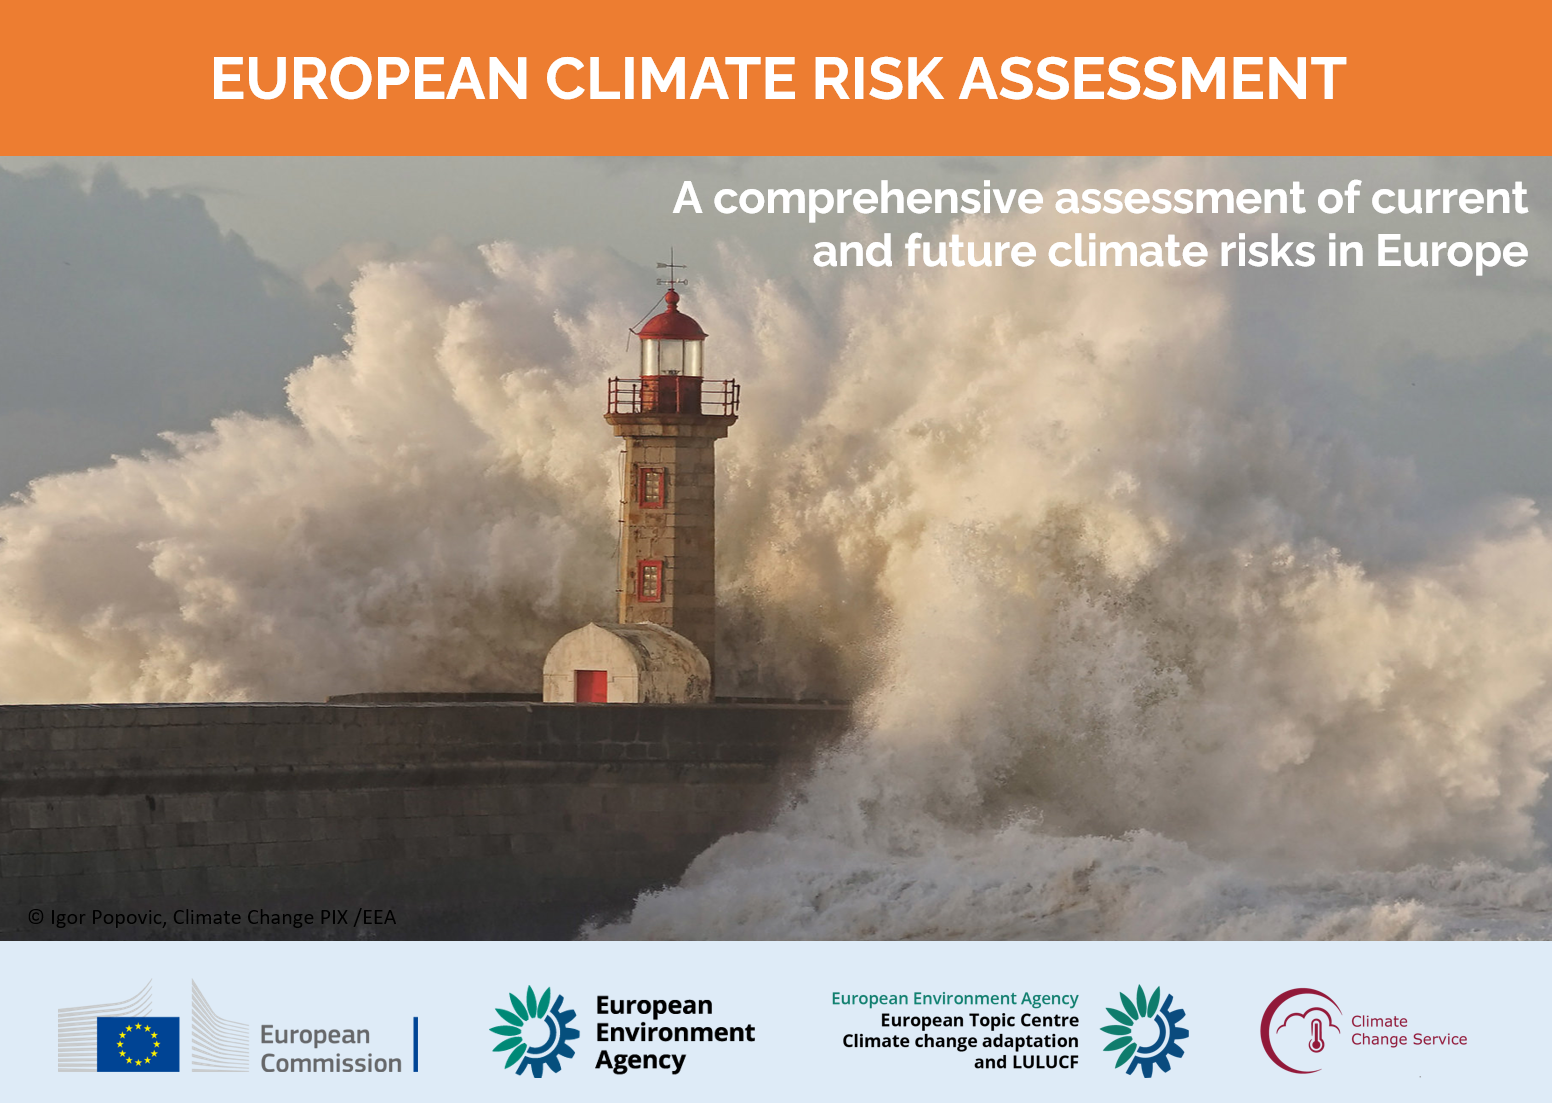 EUROPEAN CLIMATE RISK ASSESSMENT
A comprehensive assessment of current
and future climate risks in Europe
© Igor Popovic, Climate Change PIX /EEA
European
Commission
European
Environment
Agency
European Environment Agency
European Topic Centre
Climate change adaptation
and LULUCF
Climate
Change Service